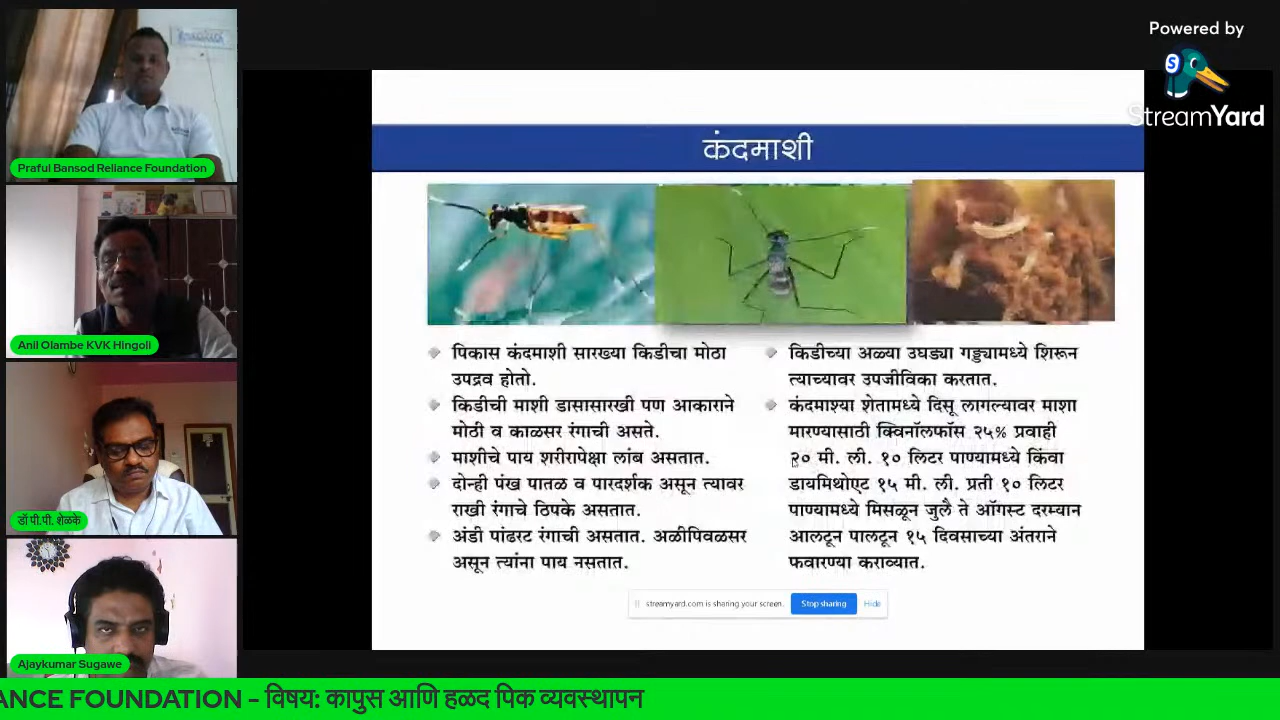 Powered by
StreamYard
Praful Bansod Reliance Foundation
Anil Olambe KVK Hingoli
डॉ पी.पी. शेळके
Ajaykumar Sugawe
कंदमाशी
पिकास कंदमाशी सारख्या किडीचा मोठा
उपद्रव होतो.
किडीची माशी डासासारखी पण आकाराने
मोठी व काळसर रंगाची असते.
माशीचे पाय शरीरापेक्षा लांब असतात.
दोन्ही पंख पातळ व पारदर्शक असून त्यावर
राखी रंगाचे ठिपके असतात.
अंडी पांढरट रंगाची असतात. अळीपिवळसर
असून त्यांना पाय नसतात.
किडीच्या अळ्या उघड्या गड्ड्यामध्ये शिरून
त्याच्यावर उपजीविका करतात.
कंदमाश्या शेतामध्ये दिसू लागल्यावर माशा
मारण्यासाठी क्विनॉलफॉस २५% प्रवाही
२० मी. ली. १० लिटर पाण्यामध्ये किंवा
डायमिथोएट १५ मी. ली. प्रती १० लिटर
पाण्यामध्ये मिसळून जुलै ते ऑगस्ट दरम्यान
आलटून पालटून १५ दिवसाच्या अंतराने
फवारण्या कराव्यात.
streamyard.com is sharing your screen. Stop sharing Hide
ANCE FOUNDATION - विषय: कापुस आणि हळद पिक व्यवस्थापन